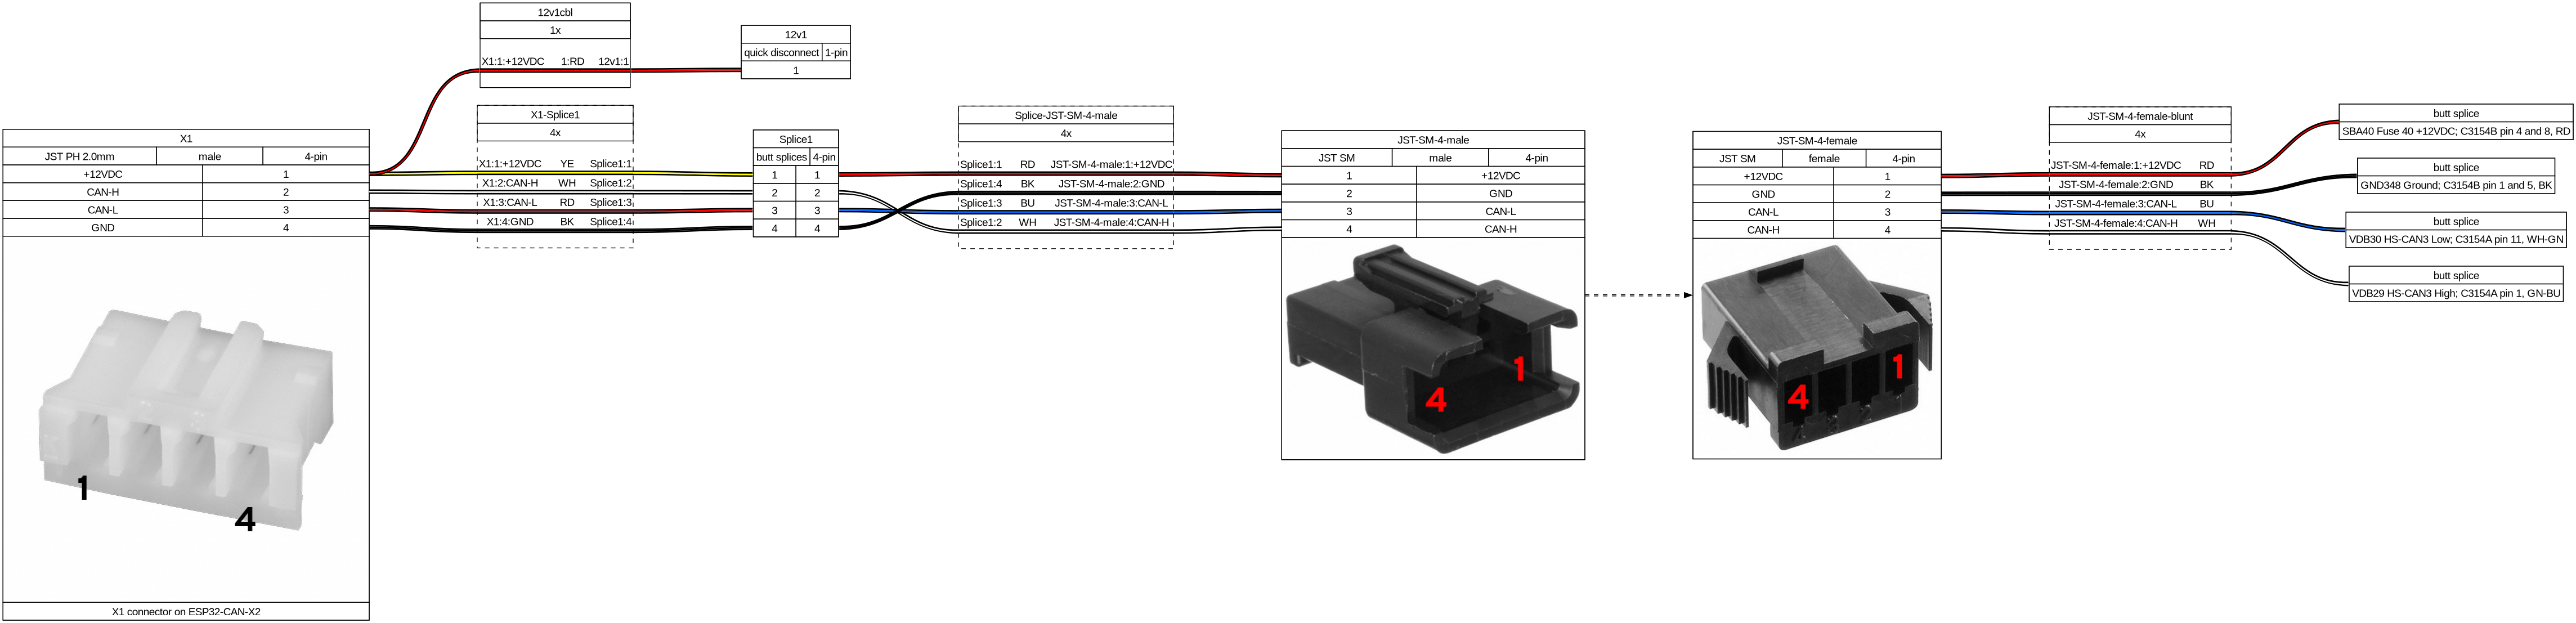 12v1cbl
1x
X1:1:+12VDC 1:RD 12v1:1
12v1
quick disconnect 1-pin
1
X1
JST PH 2.0mm male 4-pin
+12VDC 1
CAN-H 2
CAN-L 3
GND 4
1
4
X1 connector on ESP32-CAN-X2
X1-Splice1
4x
X1:1:+12VDC YE Splice1:1
X1:2:CAN-H WH Splice1:2
X1:3:CAN-L RD Splice1:3
X1:4:GND BK Splice1:4
Splice1
butt splices 4-pin
1 1
2 2
3 3
4 4
Splice-JST-SM-4-male
4x
Splice1:1 RD JST-SM-4-male:1:+12VDC
Splice1:4 BK JST-SM-4-male:2:GND
Splice1:3 BU JST-SM-4-male:3:CAN-L
Splice1:2 WH JST-SM-4-male:4:CAN-H
JST-SM-4-male
JST SM male 4-pin
1 +12VDC
2 GND
3 CAN-L
4 CAN-H
1
4
JST-SM-4-female
JST SM female 4-pin
+12VDC 1
GND 2
CAN-L 3
CAN-H 4
1
4
JST-SM-4-female-blunt
4x
JST-SM-4-female:1:+12VDC RD
JST-SM-4-female:2:GND BK
JST-SM-4-female:3:CAN-L BU
JST-SM-4-female:4:CAN-H WH
butt splice
SBA40 Fuse 40 +12VDC; C3154B pin 4 and 8, RD
butt splice
GND348 Ground; C3154B pin 1 and 5, BK
butt splice
VDB30 HS-CAN3 Low; C3154A pin 11, WH-GN
butt splice
VDB29 HS-CAN3 High; C3154A pin 1, GN-BU